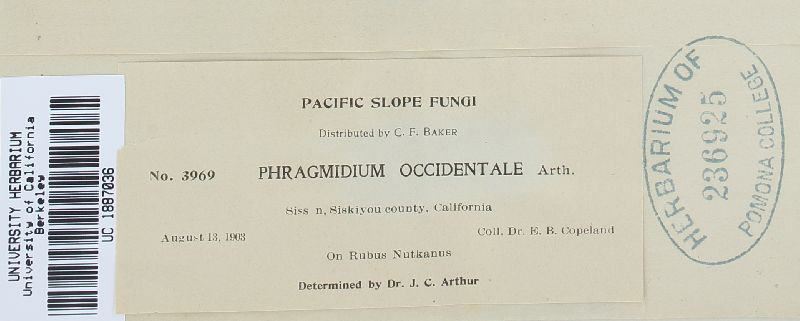 PACIFIC SLOPE FUNGI
Distributed by C. F. BAKER
No. 3969 PHRAGMIDIUM OCCIDENTALE Arth.
Siss n, Siskiyou county, California
August 13, 1903 Coll. Dr. E. B. Copeland
On Rubus Nutkanus
Determined by Dr. J. C. Arthur
UNIVERSITY HERBARIUM
University of California
Berkeley
UC 1887036
HERBARIUM OF
236925
POMONA COLLEGE